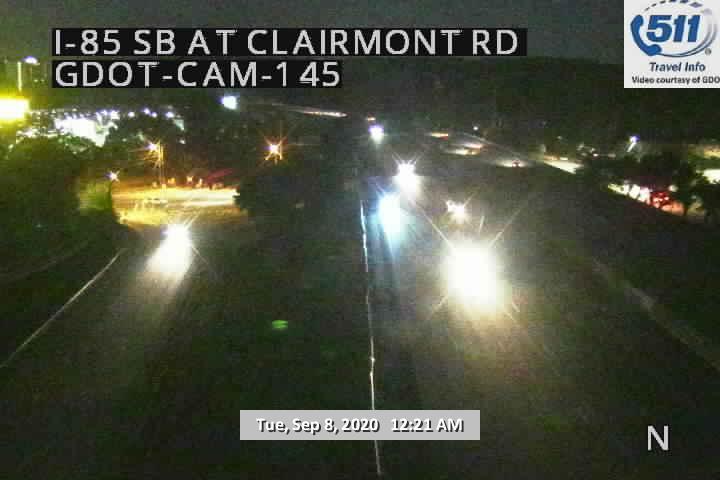 I-85 SB AT CLAIRMONT RD
GDOT-CAM-145
511
Travel Info
Video courtesy of GDO
Tue, Sep 8, 2020 12:21 AM
N